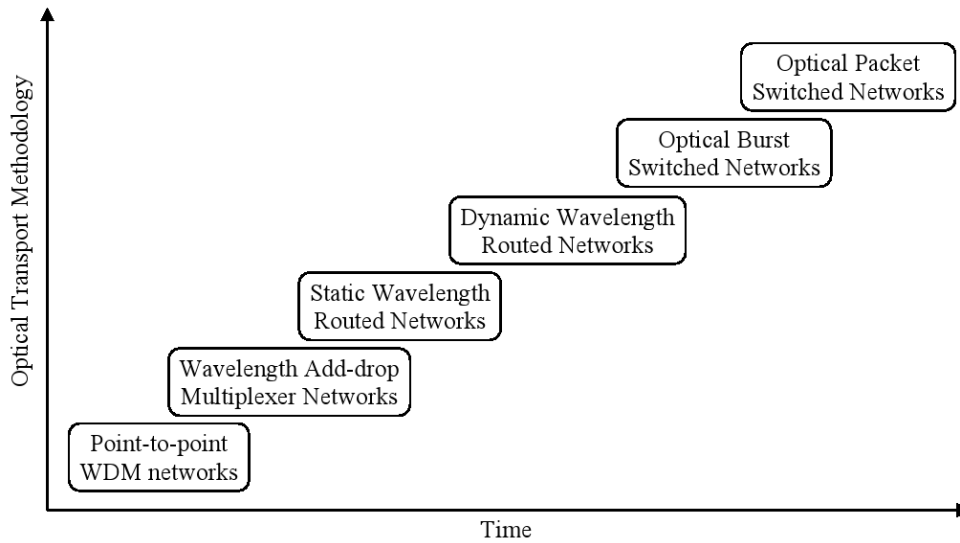 Optical Transport Methodology
Optical Packet
Switched Networks
Optical Burst
Switched Networks
Dynamic Wavelength
Routed Networks
Static Wavelength
Routed Networks
Wavelength Add-drop
Multiplexer Networks
Point-to-point
WDM networks
Time